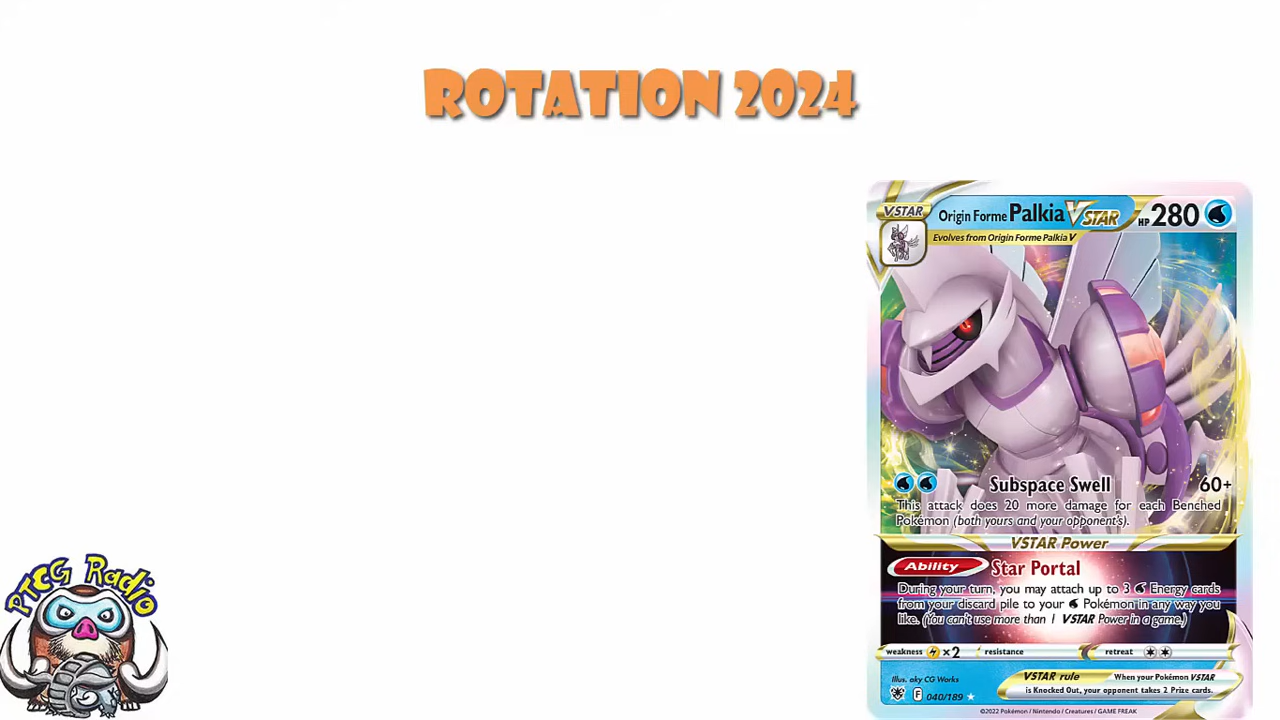 ROTATION 2024
VSTAR
Origin Forme Palkia VSTAR HP 280
Evolves from Origin Forme Palkia V
Subspace Swell 60+
This attack does 20 more damage for each Benched
Pokémon (both yours and your opponent's).
VSTAR Power
Ability Star Portal
During your turn, you may attach up to 3 Energy cards
from your discard pile to your Pokémon in any way you
like. (You can't use more than 1 VSTAR Power in a game.)
weakness ×2 resistance retreat
Illus. aky CG Works
VSTAR rule When your Pokémon VSTAR
is Knocked Out, your opponent takes 2 Prize cards.
F 040/189
©2022 Pokémon / Nintendo / Creatures / GAME FREAK
PTCG Radio